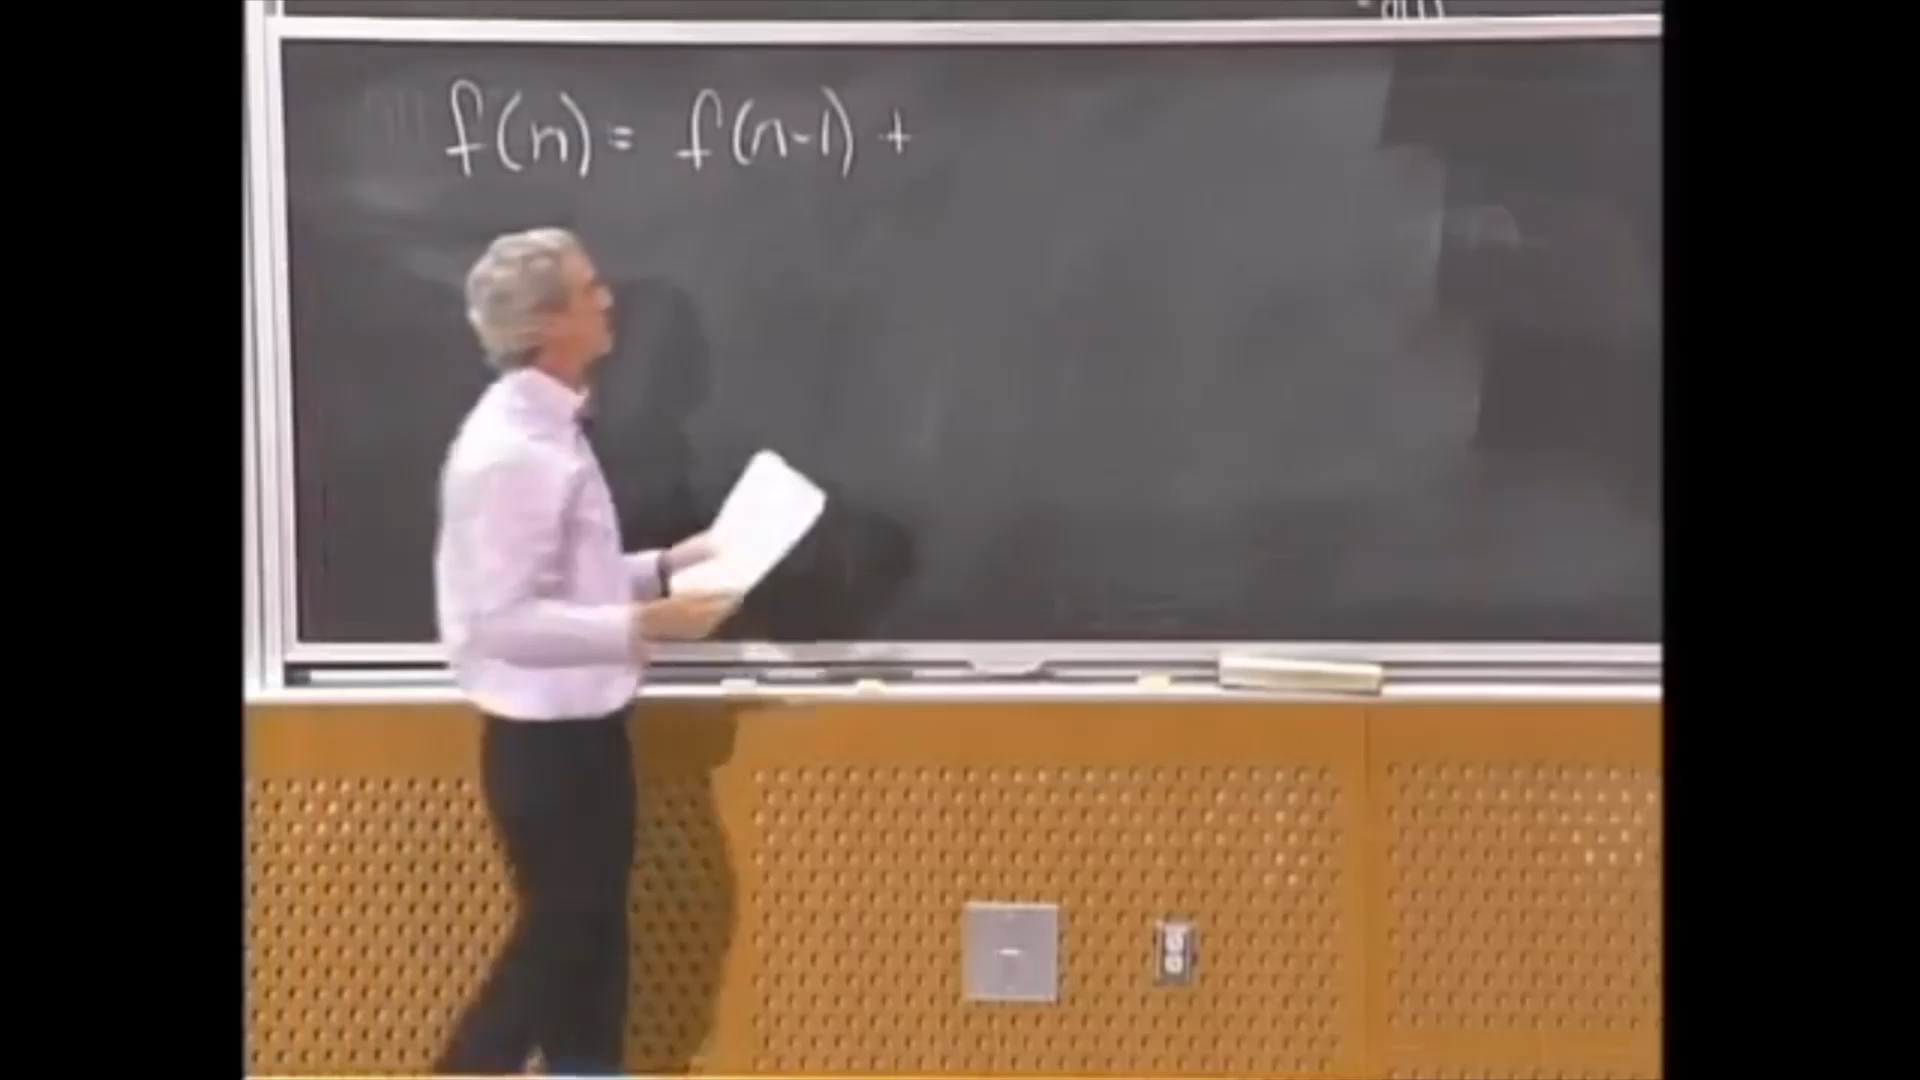 f(n) = f(n-1) +